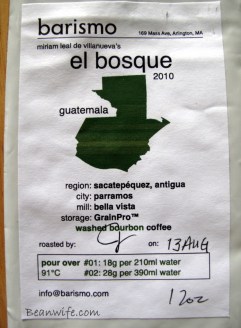 barismo
169 Mass Ave, Arlington, MA
miriam leal de villanueva's
el bosque
2010
guatemala
region: sacatepéquez, antigua
city: parramos
mill: bella vista
storage: GrainPro™
washed bourbon coffee
roasted by: on: 13 AUG
pour over #01: 18g per 210ml water
91°C #02: 28g per 390ml water
info@barismo.com
12oz
Beanwife.com